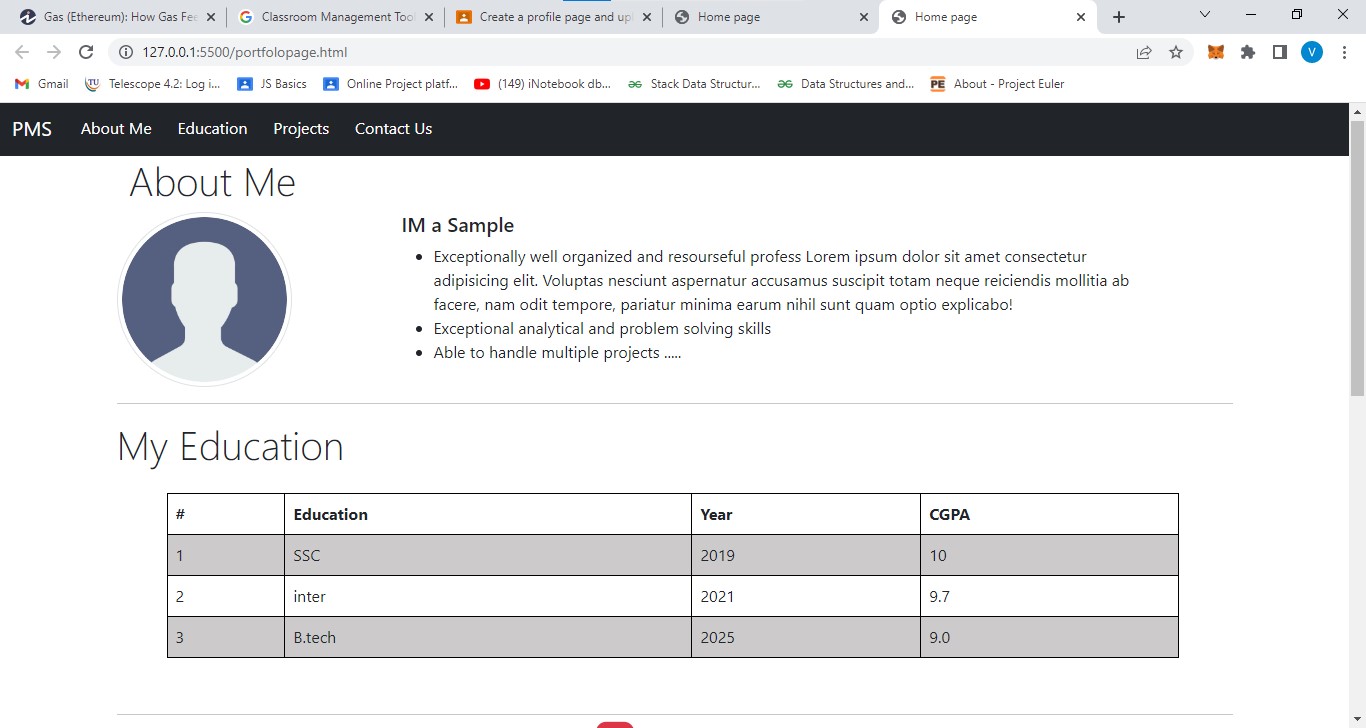 Gas (Ethereum): How Gas Fee
Classroom Management Tool
Create a profile page and upl
Home page
Home page
127.0.0.1:5500/portfolopage.html
V
Gmail
Telescope 4.2: Log i...
JS Basics
Online Project platf...
(149) iNotebook db...
Stack Data Structur...
Data Structures and...
PE
About - Project Euler
PMS About Me Education Projects Contact Us
About Me
IM a Sample
Exceptionally well organized and resourseful profess Lorem ipsum dolor sit amet consectetur
adipisicing elit. Voluptas nesciunt aspernatur accusamus suscipit totam neque reiciendis mollitia ab
facere, nam odit tempore, pariatur minima earum nihil sunt quam optio explicabo!
Exceptional analytical and problem solving skills
Able to handle multiple projects .....
My Education
# Education Year CGPA
1 SSC 2019 10
2 inter 2021 9.7
3 B.tech 2025 9.0